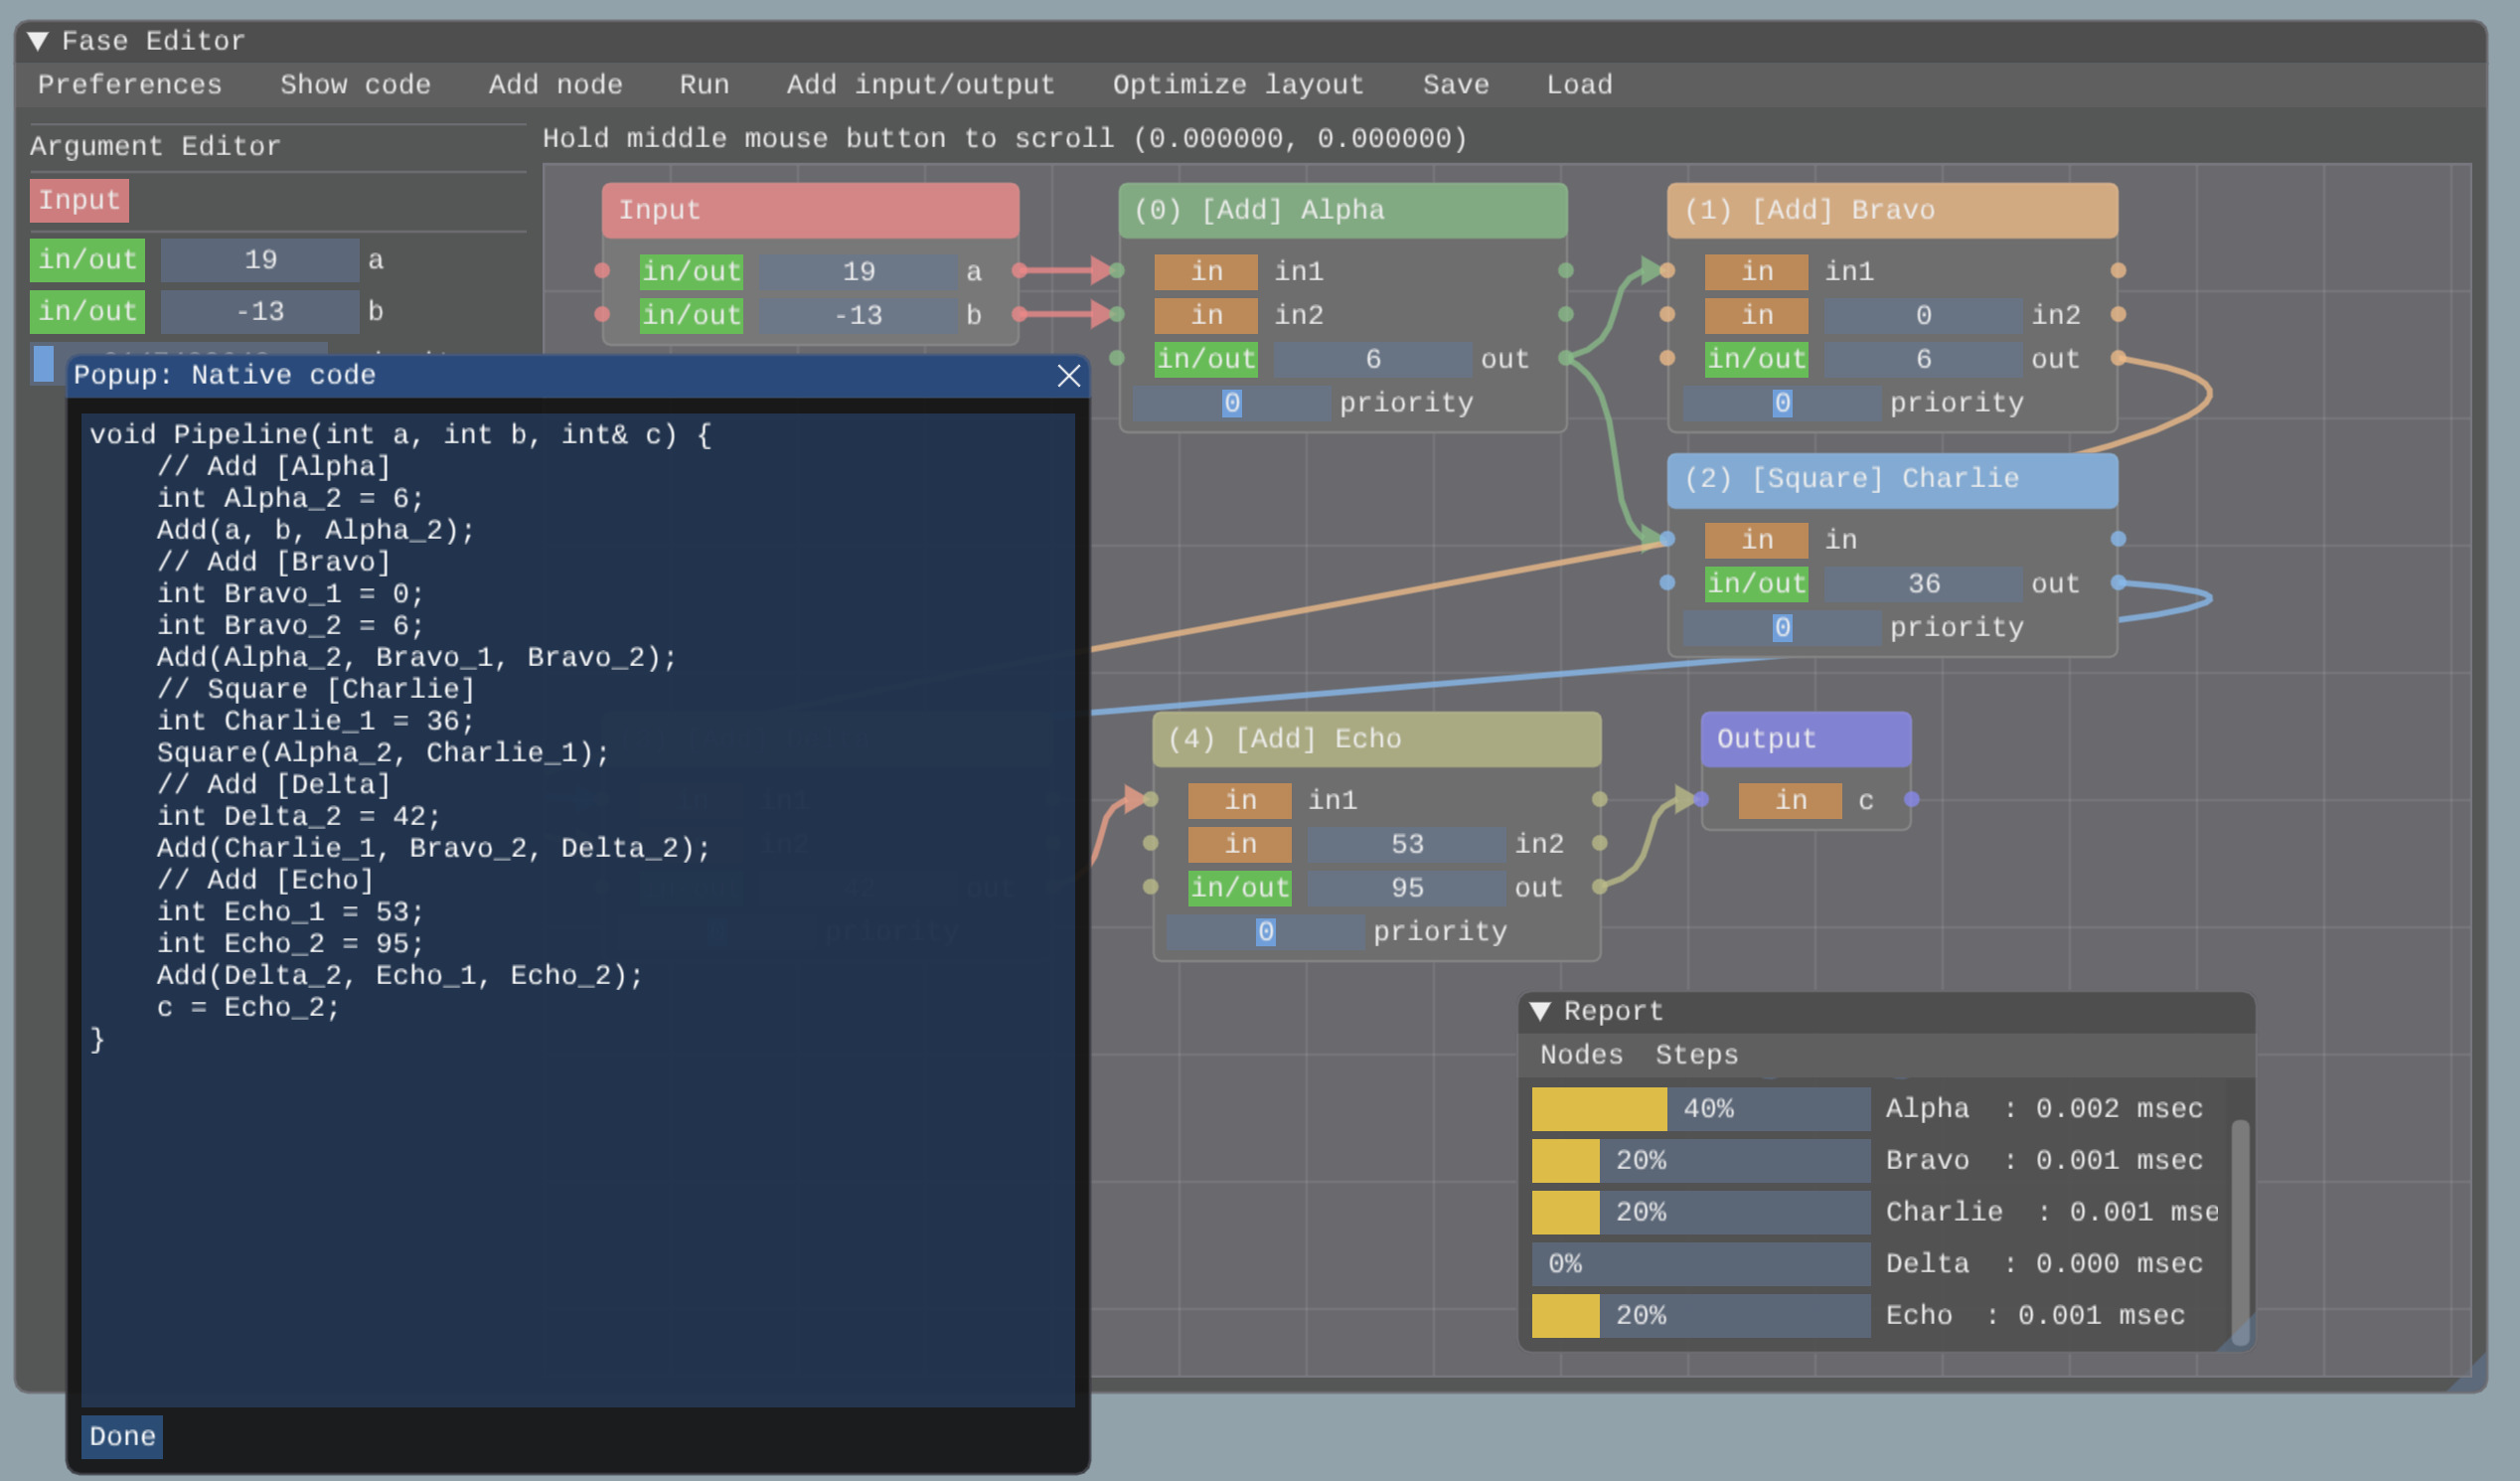 Fase Editor
Preferences Show code Add node Run Add input/output Optimize layout Save Load
Argument Editor
Input
in/out 19 a
in/out -13 b
Hold middle mouse button to scroll (0.000000, 0.000000)
Input
in/out 19 a
in/out -13 b
(0) [Add] Alpha
in in1
in in2
in/out 6 out
0 priority
(1) [Add] Bravo
in in1
in 0 in2
in/out 6 out
0 priority
(2) [Square] Charlie
in in
in/out 36 out
0 priority
Popup: Native code
void Pipeline(int a, int b, int& c) {
// Add [Alpha]
int Alpha_2 = 6;
Add(a, b, Alpha_2);
// Add [Bravo]
int Bravo_1 = 0;
int Bravo_2 = 6;
Add(Alpha_2, Bravo_1, Bravo_2);
// Square [Charlie]
int Charlie_1 = 36;
Square(Alpha_2, Charlie_1);
// Add [Delta]
int Delta_2 = 42;
Add(Charlie_1, Bravo_2, Delta_2);
// Add [Echo]
int Echo_1 = 53;
int Echo_2 = 95;
Add(Delta_2, Echo_1, Echo_2);
c = Echo_2;
}
Done
in1
in2
42 out
priority
(4) [Add] Echo
in in1
in 53 in2
in/out 95 out
0 priority
Output
in c
Report
Nodes Steps
40% Alpha : 0.002 msec
20% Bravo : 0.001 msec
20% Charlie : 0.001 mse
0% Delta : 0.000 msec
20% Echo : 0.001 msec